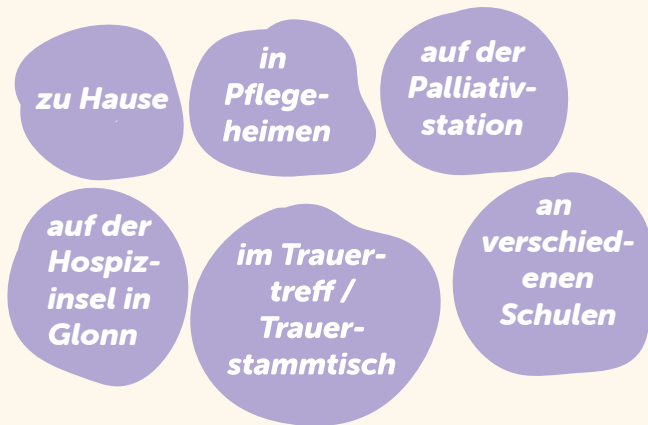 zu Hause
in
Pflege-
heimen
auf der
Palliativ-
station
auf der
Hospiz-
insel in
Glonn
im Trauer-
treff /
Trauer-
stammtisch
an
verschied-
enen
Schulen